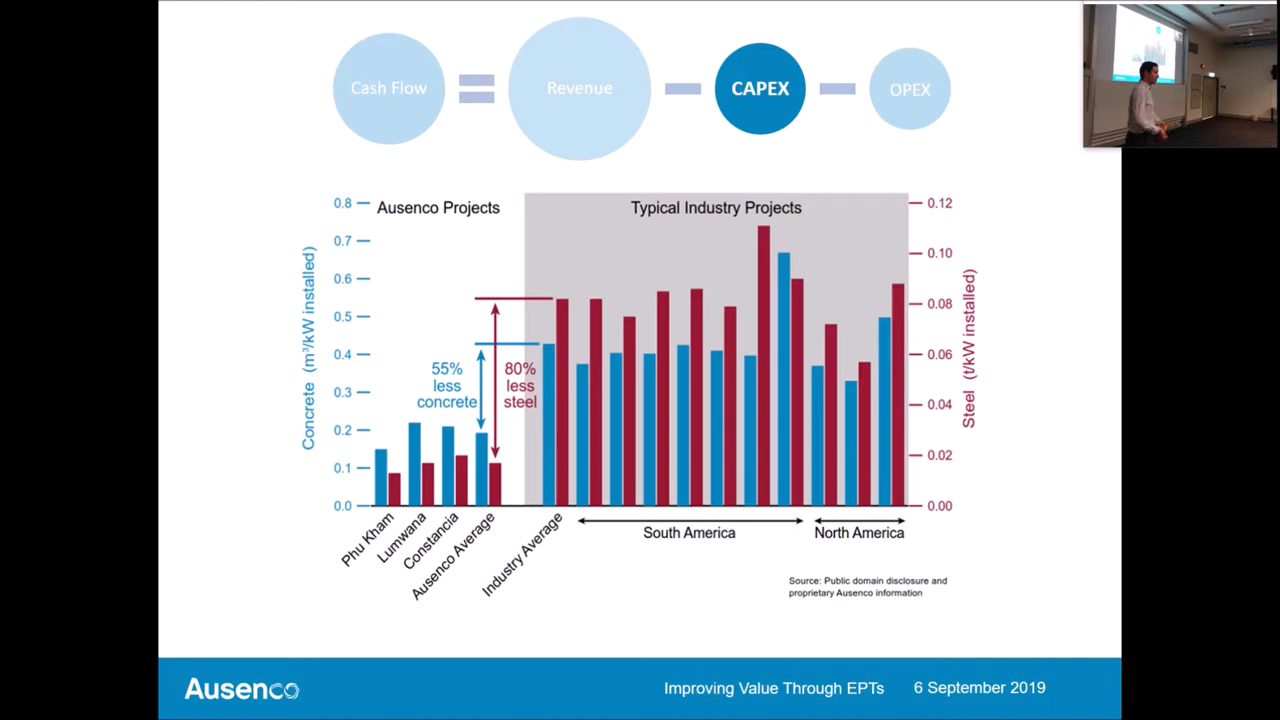 Cash Flow
Revenue
CAPEX
OPEX
Ausenco Projects
Typical Industry Projects
Concrete (m³/kW installed)
0.8
0.7
0.6
0.5
0.4
0.3
0.2
0.1
0.0
55%
less
concrete
80%
less
steel
0.12
0.10
0.08
0.06
0.04
0.02
0.00
Steel (t/kW installed)
Phu Kham
Lumwana
Constancia
Ausenco Average
Industry Average
South America
North America
Source: Public domain disclosure and
proprietary Ausenco information
Ausenco
Improving Value Through EPTs
6 September 2019